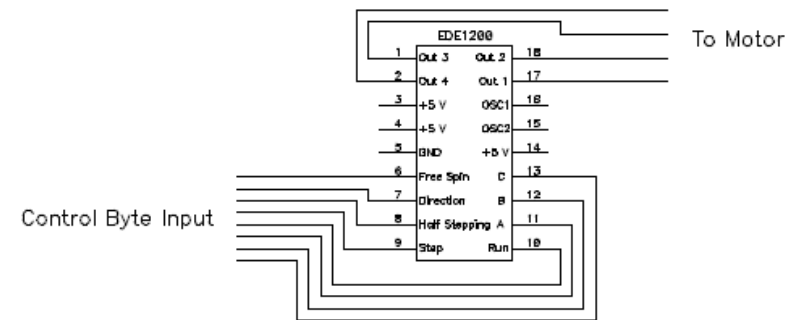 EDE1200
To Motor
1 Out 3 Out 2 18
2 Out 4 Out 1 17
3 +5 V OSC1 16
4 +5 V OSC2 15
5 GND +5 V 14
6 Free Spin C 13
7 Direction B 12
Control Byte Input
8 Half Stepping A 11
9 Step Run 10